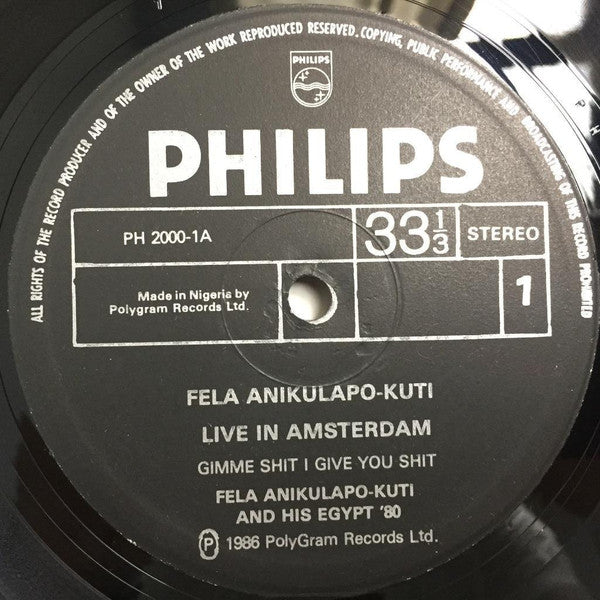 ALL RIGHTS OF THE RECORD PRODUCER AND OF THE OWNER OF THE WORK REPRODUCED RESERVED. COPYING, PUBLIC PERFORMANCE AND BROADCASTING OF THIS RECORD PROHIBITED
PHILIPS
PHILIPS
PH 2000-1A
33 1/3
STEREO
Made in Nigeria by
Polygram Records Ltd.
1
FELA ANIKULAPO-KUTI
LIVE IN AMSTERDAM
GIMME SHIT I GIVE YOU SHIT
FELA ANIKULAPO-KUTI
AND HIS EGYPT '80
Ⓟ 1986 PolyGram Records Ltd.